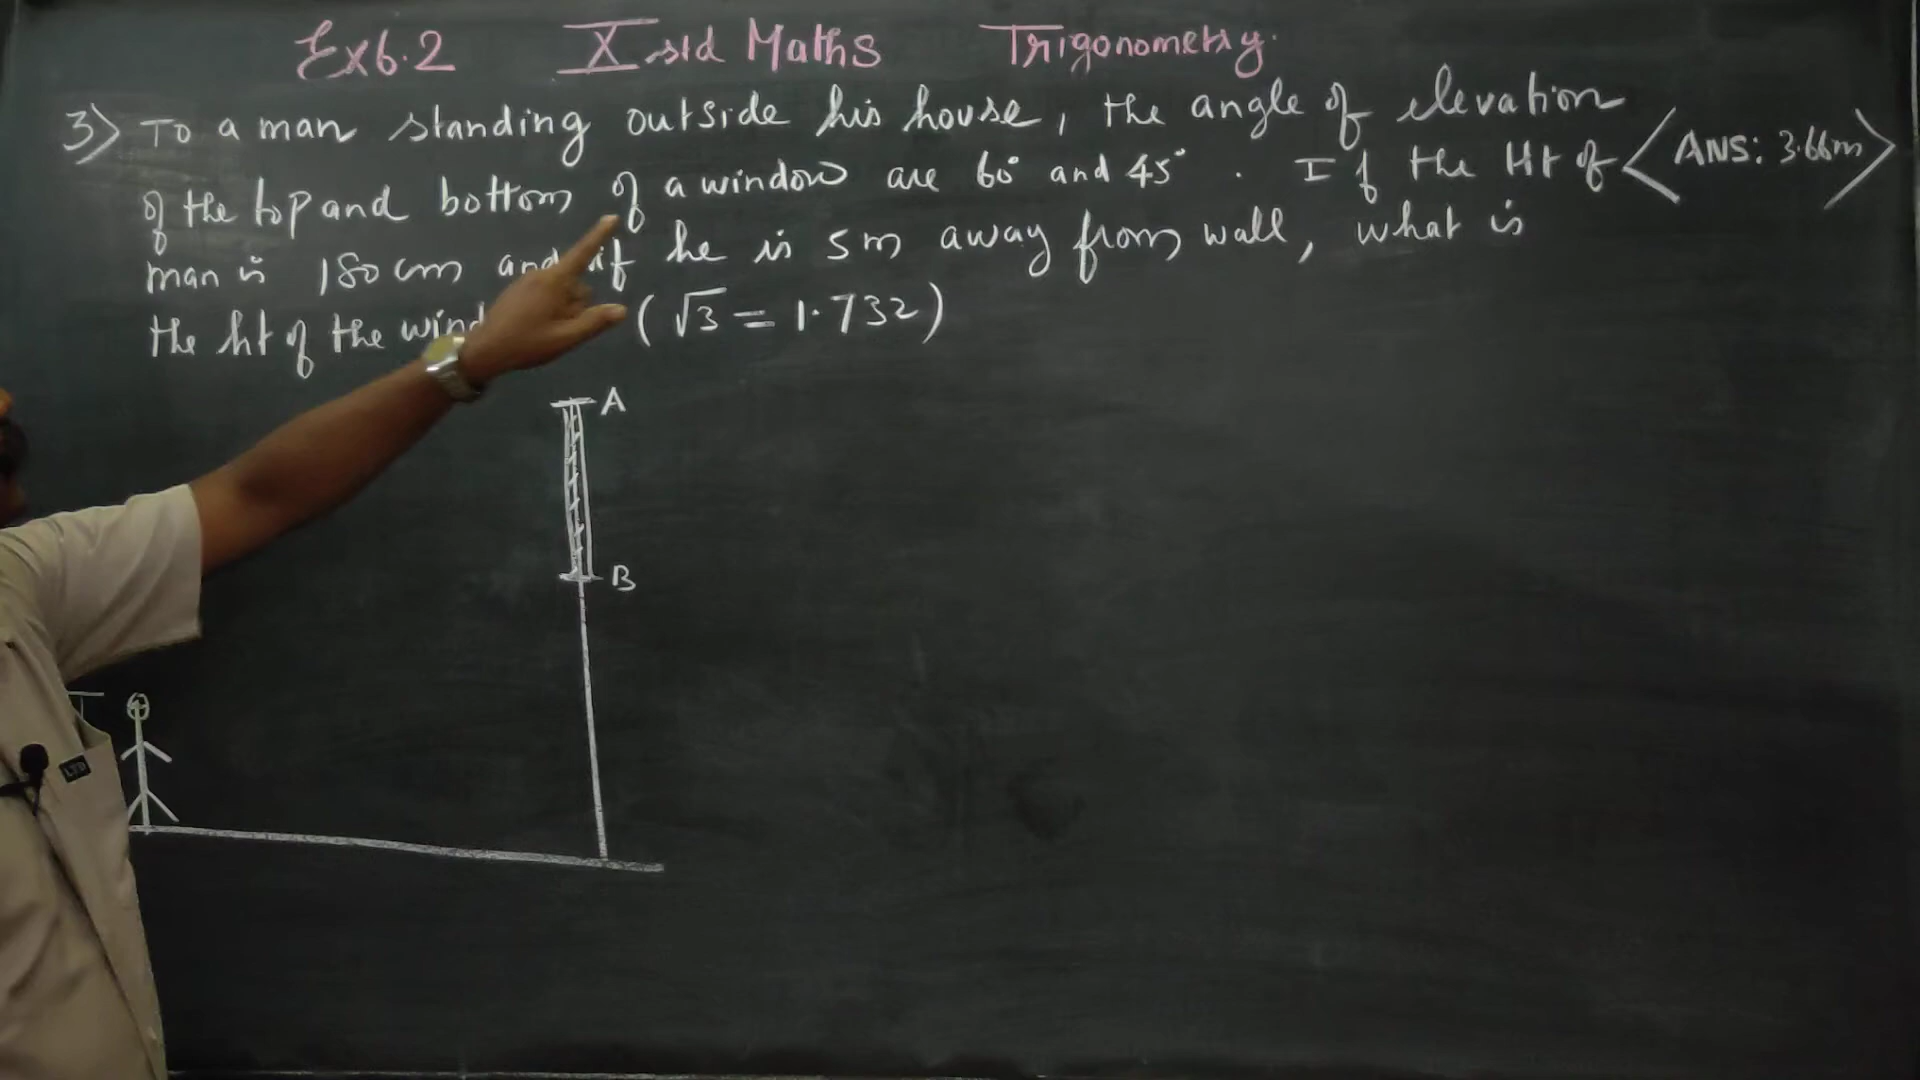 Ex6.2 X std Maths Trigonometry.
3) To a man standing outside his house, the angle of elevation
of the top and bottom of a window are 60° and 45°. If the Ht of <ANS: 3.66m>
man is 180 cm and if he is 5m away from wall, what is
the ht of the wind (√3 = 1.732)
A
B
LTB